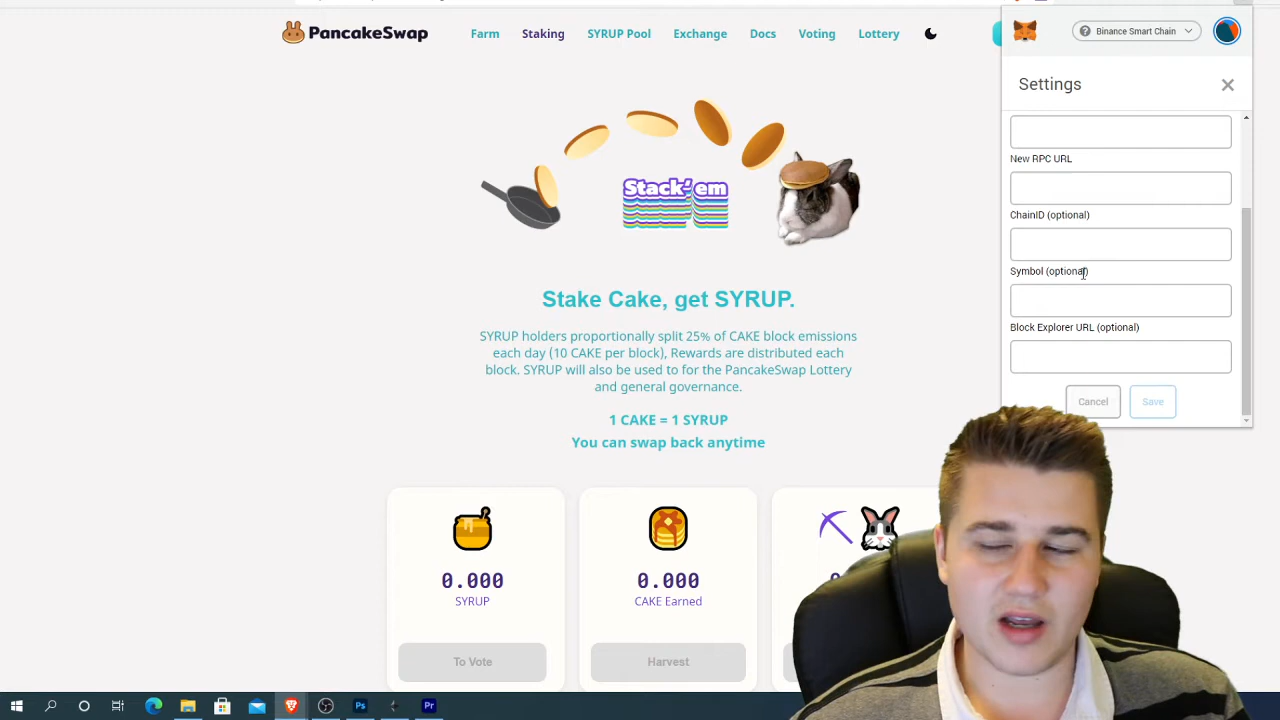 PancakeSwap
Farm
Staking
SYRUP Pool
Exchange
Docs
Voting
Lottery
Binance Smart Chain
Settings
New RPC URL
ChainID (optional)
Symbol (optional)
Block Explorer URL (optional)
Cancel
Save
Stack'em
Stake Cake, get SYRUP.
SYRUP holders proportionally split 25% of CAKE block emissions
each day (10 CAKE per block), Rewards are distributed each
block. SYRUP will also be used to for the PancakeSwap Lottery
and general governance.
1 CAKE = 1 SYRUP
You can swap back anytime
0.000
SYRUP
To Vote
0.000
CAKE Earned
Harvest